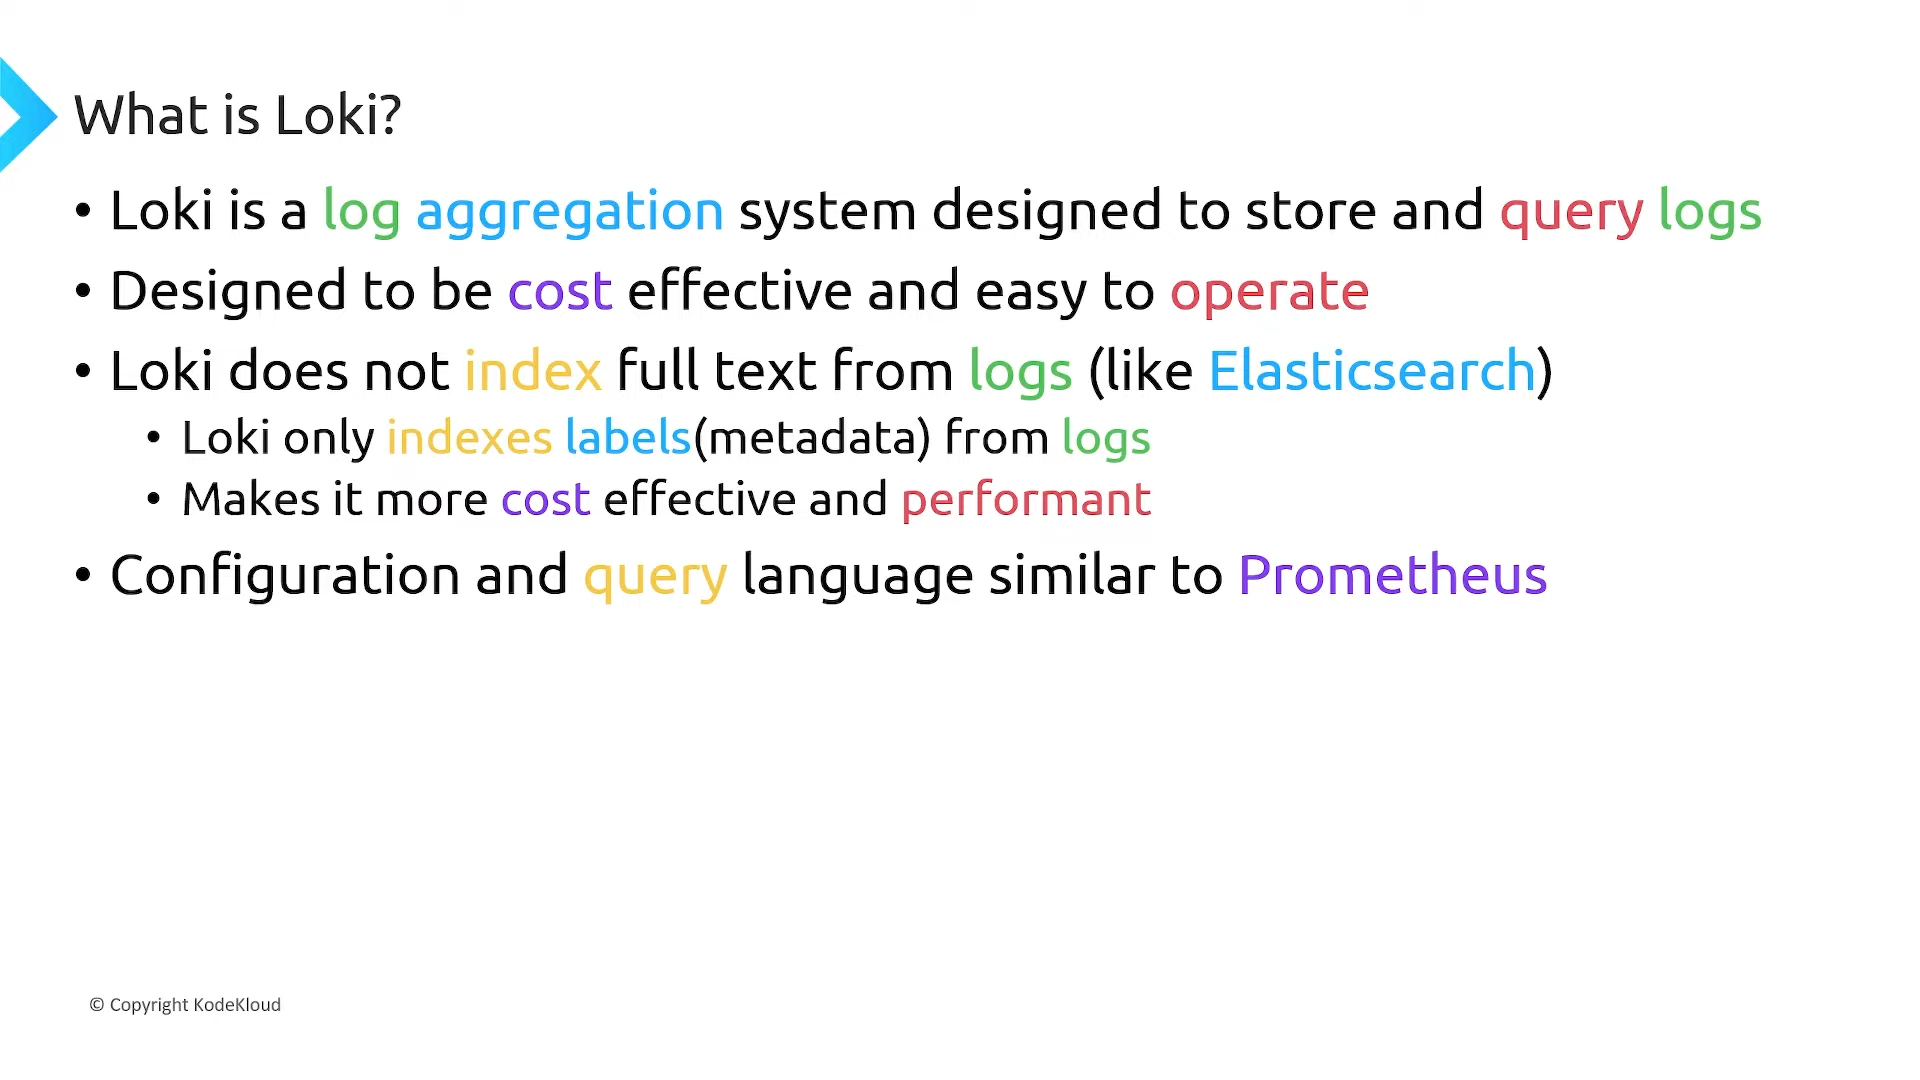 What is Loki?
• Loki is a log aggregation system designed to store and query logs
• Designed to be cost effective and easy to operate
• Loki does not index full text from logs (like Elasticsearch)
• Loki only indexes labels(metadata) from logs
• Makes it more cost effective and performant
• Configuration and query language similar to Prometheus
© Copyright KodeKloud